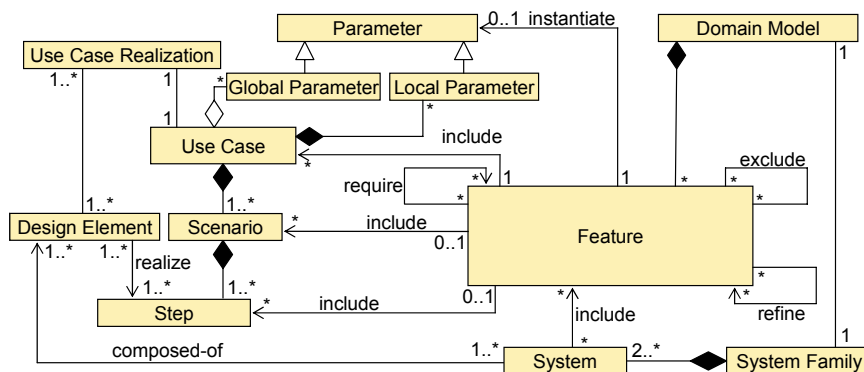 Parameter
0..1 instantiate
Domain Model
Use Case Realization
1..*
1
*
Global Parameter
Local Parameter
*
1
1
Use Case
*
include
1
1
*
*
exclude
*
*
require
*
*
1..*
1..*
Design Element
Scenario
*
include
0..1
Feature
1..*
1..*
realize
1..*
1..*
Step
*
include
0..1
*
*
refine
*
include
*
1
composed-of
1..*
System
2..*
System Family